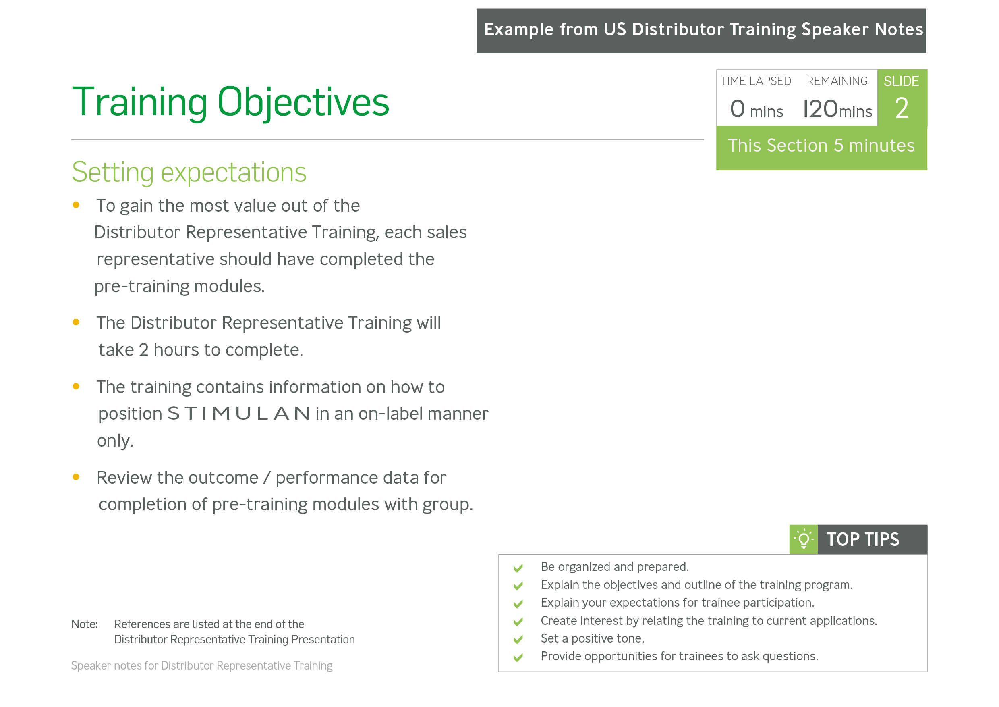 Example from US Distributor Training Speaker Notes
Training Objectives
TIME LAPSED REMAINING SLIDE
0 mins 120mins 2
This Section 5 minutes
Setting expectations
• To gain the most value out of the
Distributor Representative Training, each sales
representative should have completed the
pre-training modules.
• The Distributor Representative Training will
take 2 hours to complete.
• The training contains information on how to
position STIMULAN in an on-label manner
only.
• Review the outcome / performance data for
completion of pre-training modules with group.
TOP TIPS
Be organized and prepared.
Explain the objectives and outline of the training program.
Explain your expectations for trainee participation.
Create interest by relating the training to current applications.
Set a positive tone.
Provide opportunities for trainees to ask questions.
Note: References are listed at the end of the
Distributor Representative Training Presentation
Speaker notes for Distributor Representative Training